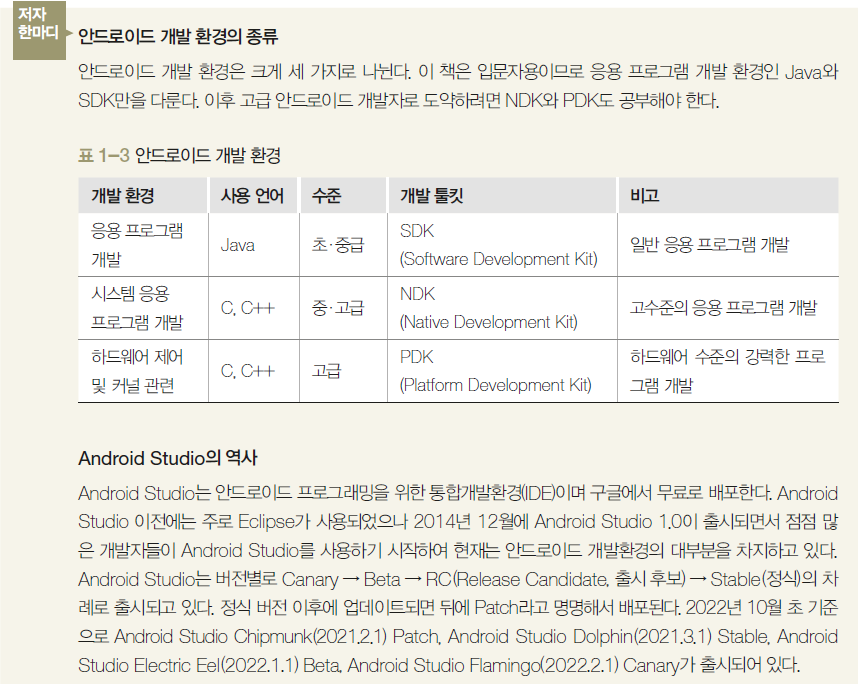 저자
한마디
안드로이드 개발 환경의 종류
안드로이드 개발 환경은 크게 세 가지로 나뉜다. 이 책은 입문자용이므로 응용 프로그램 개발 환경인 Java와
SDK만을 다룬다. 이후 고급 안드로이드 개발자로 도약하려면 NDK와 PDK도 공부해야 한다.
표 1-3 안드로이드 개발 환경
개발 환경 사용 언어 수준 개발 툴킷 비고
응용 프로그램
개발
Java
초·중급
SDK
(Software Development Kit)
일반 응용 프로그램 개발
시스템 응용
프로그램 개발
C, C++
중·고급
NDK
(Native Development Kit)
고수준의 응용 프로그램 개발
하드웨어 제어
및 커널 관련
C, C++
고급
PDK
(Platform Development Kit)
하드웨어 수준의 강력한 프로
그램 개발
Android Studio의 역사
Android Studio는 안드로이드 프로그래밍을 위한 통합개발환경(IDE)이며 구글에서 무료로 배포한다. Android
Studio 이전에는 주로 Eclipse가 사용되었으나 2014년 12월에 Android Studio 1.0이 출시되면서 점점 많
은 개발자들이 Android Studio를 사용하기 시작하여 현재는 안드로이드 개발환경의 대부분을 차지하고 있다.
Android Studio는 버전별로 Canary → Beta → RC(Release Candidate, 출시 후보) → Stable(정식)의 차
례로 출시되고 있다. 정식 버전 이후에 업데이트되면 뒤에 Patch라고 명명해서 배포된다. 2022년 10월 초 기준
으로 Android Studio Chipmunk(2021.2.1) Patch, Android Studio Dolphin(2021.3.1) Stable, Android
Studio Electric Eel(2022.1.1) Beta, Android Studio Flamingo(2022.2.1) Canary가 출시되어 있다.